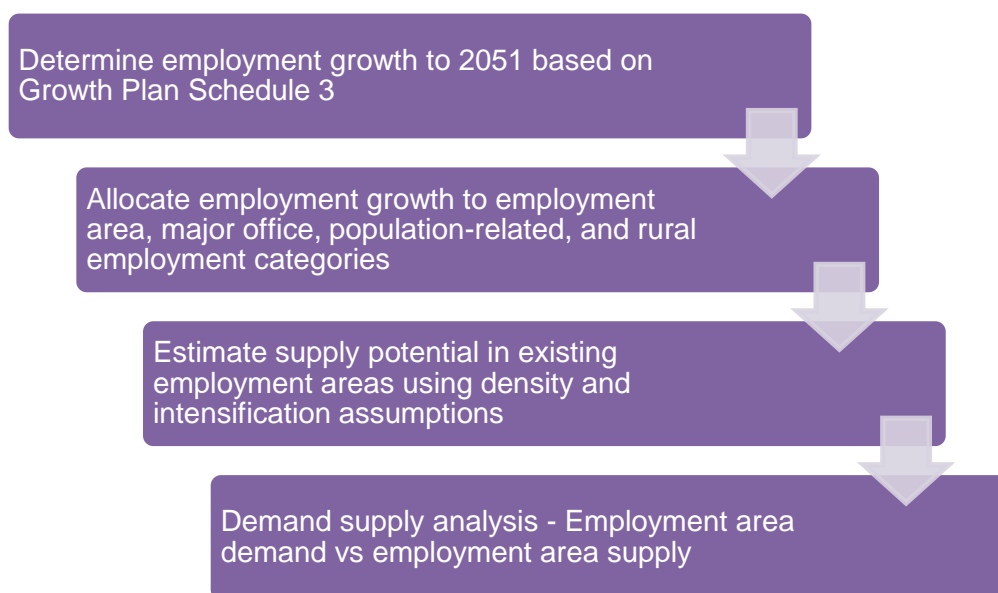 Determine employment growth to 2051 based on
Growth Plan Schedule 3
Allocate employment growth to employment
area, major office, population-related, and rural
employment categories
Estimate supply potential in existing
employment areas using density and
intensification assumptions
Demand supply analysis - Employment area
demand vs employment area supply